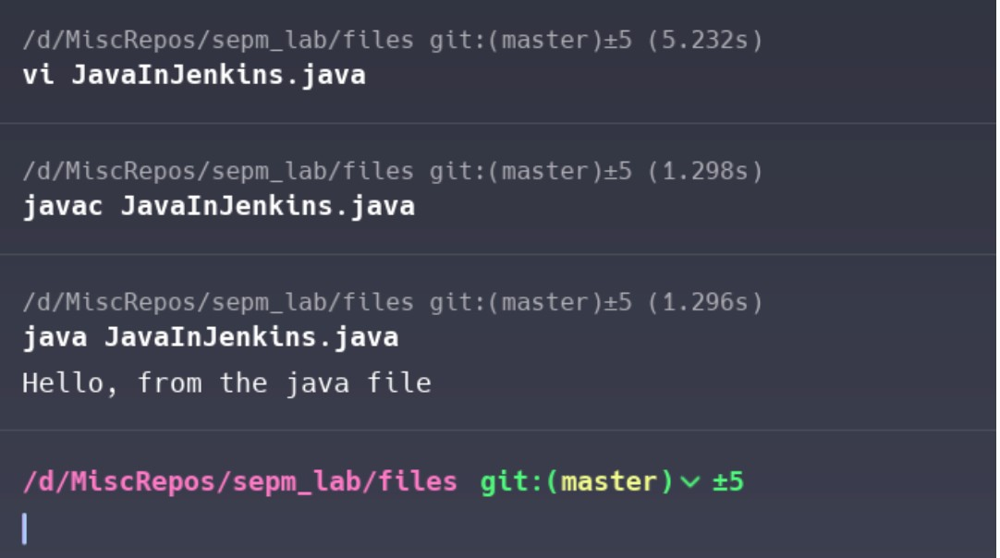 /d/MiscRepos/sepm_lab/files git:(master)±5 (5.232s)
vi JavaInJenkins.java
/d/MiscRepos/sepm_lab/files git:(master)±5 (1.298s)
javac JavaInJenkins.java
/d/MiscRepos/sepm_lab/files git:(master)±5 (1.296s)
java JavaInJenkins.java
Hello, from the java file
/d/MiscRepos/sepm_lab/files git:(master) ±5